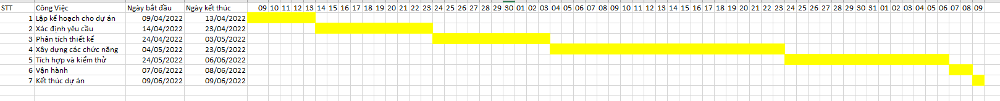 STT Công Việc Ngày bắt đầu Ngày kết thúc 09 10 11 12 13 14 15 16 17 18 19 20 21 22 23 24 25 26 27 28 29 30 01 02 03 04 05 06 07 08 09 10 11 12 13 14 15 16 17 18 19 20 21 22 23 24 25 26 27 28 29 30 31 01 02 03 04 05 06 07 08 09
1 Lập kế hoạch cho dự án 09/04/2022 13/04/2022
2 Xác định yêu cầu 14/04/2022 23/04/2022
3 Phân tích thiết kế 24/04/2022 03/05/2022
4 Xây dựng các chức năng 04/05/2022 23/05/2022
5 Tích hợp và kiểm thử 24/05/2022 06/06/2022
6 Vận hành 07/06/2022 08/06/2022
7 Kết thúc dự án 09/06/2022 09/06/2022